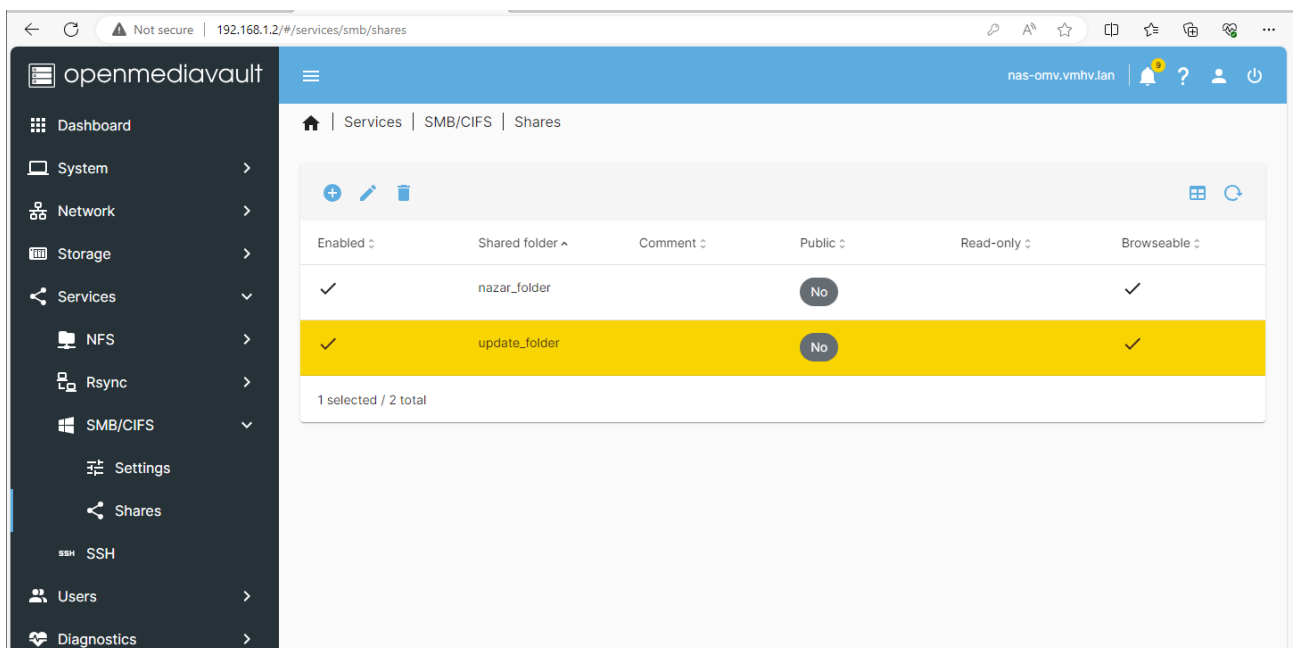 Not secure | 192.168.1.2/#/services/smb/shares
openmediavault
nas-omv.vmhv.lan
9
Dashboard
System
Network
Storage
Services
NFS
Rsync
SMB/CIFS
Settings
Shares
SSH SSH
Users
Diagnostics
| Services | SMB/CIFS | Shares
Enabled Shared folder Comment Public Read-only Browseable
nazar_folder No
update_folder No
1 selected / 2 total